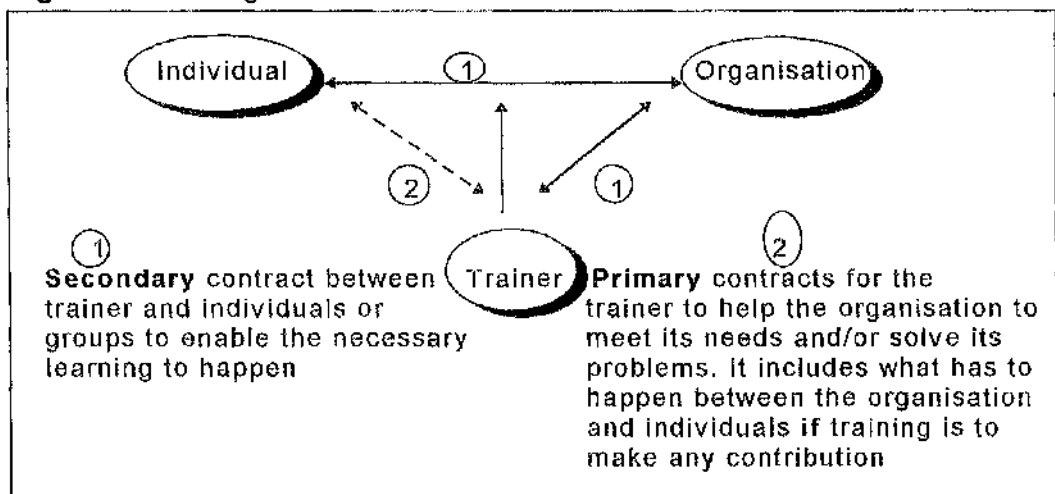 Individual
1
Organisation
2
1
1
Secondary contract between
trainer and individuals or
groups to enable the necessary
learning to happen
Trainer
2
Primary contracts for the
trainer to help the organisation to
meet its needs and/or solve its
problems. It includes what has to
happen between the organisation
and individuals if training is to
make any contribution